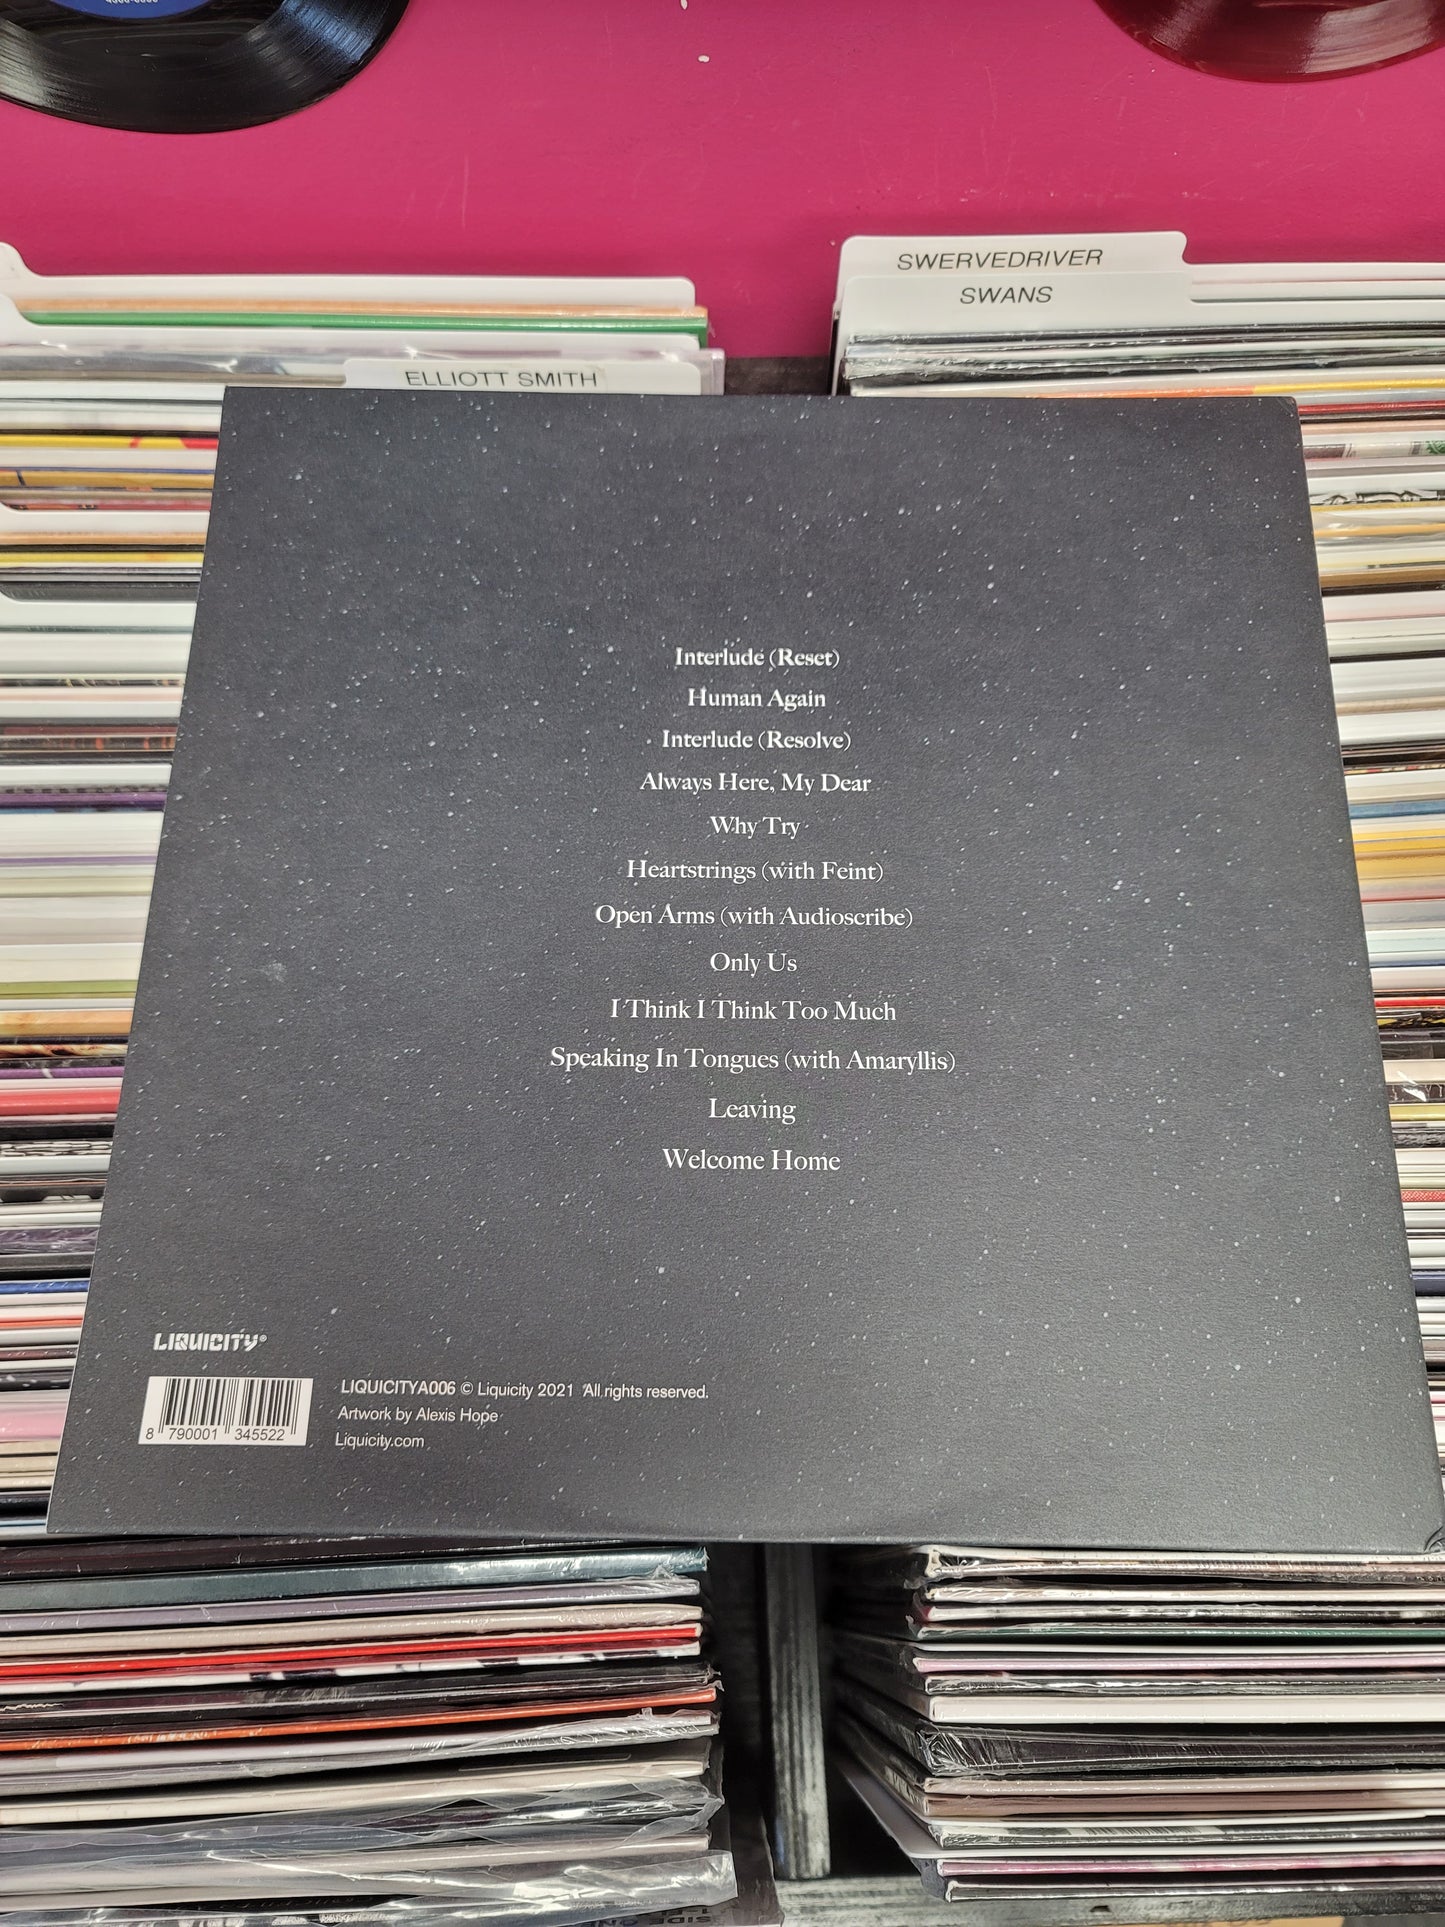 SWERVEDRIVER
SWANS
ELLIOTT SMITH
Interlude (Reset)
Human Again
Interlude (Resolve)
Always Here, My Dear
Why Try
Heartstrings (with Feint)
Open Arms (with Audioscribe)
Only Us
I Think I Think Too Much
Speaking In Tongues (with Amaryllis)
Leaving
Welcome Home
LIQUICITY®
LIQUICITYA006 © Liquicity 2021 All rights reserved.
Artwork by Alexis Hope
Liquicity.com
8 790001 345522
SIDE ONE